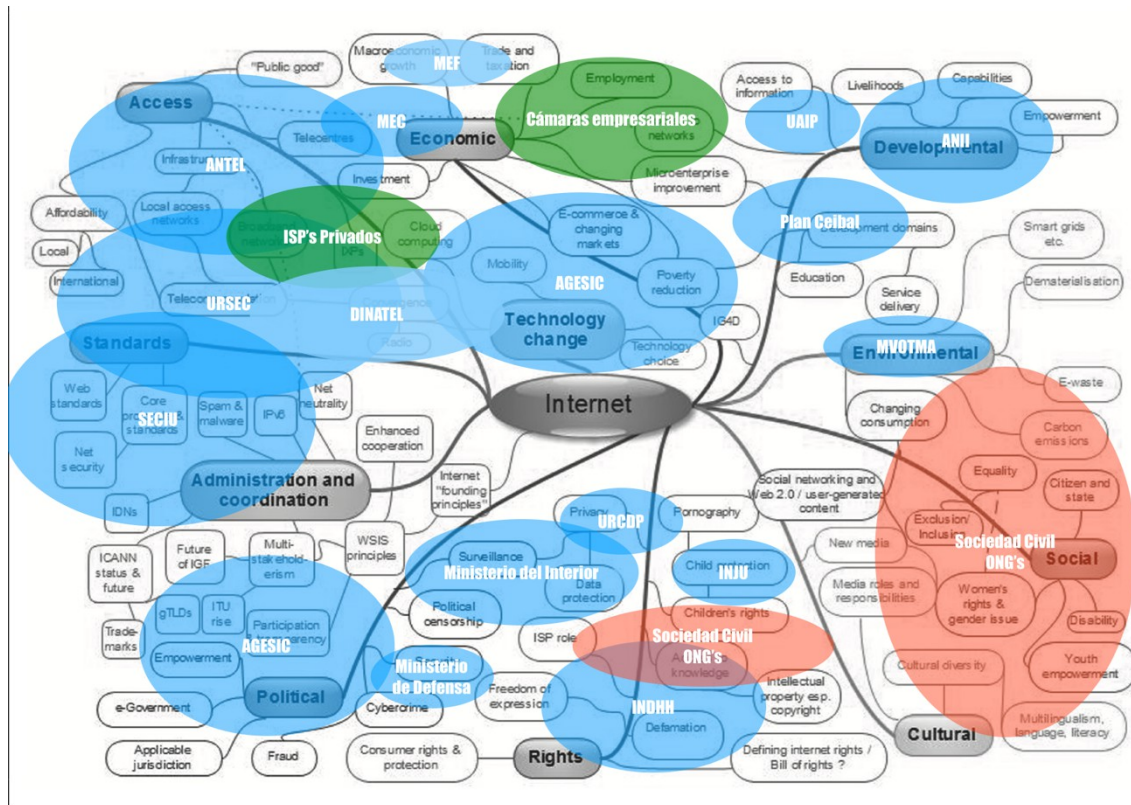 "Public good"
Macroeconomic
growth
MEF
Trade and
taxation
Employment
Access to
information
Livelihoods
Capabilities
Access
Telecentres
MEC
Economic
Cámaras empresariales
networks
UAIP
ANII
Empowerment
Developmental
Infrastruc
ANTEL
Investment
Microenterprise
improvement
Affordability
Local access
networks
ISP's Privados
Cloud
computing
E-commerce &
changing
markets
Plan Ceibal
domains
Smart grids
etc.
Local
International
Mobility
AGESIC
Poverty
reduction
Education
Service
delivery
Dematerialisation
URSEC
DINATEL
Radio
Technology
change
IG4D
Technology
choice
Standards
MVOTMA
Environmental
Internet
Web
standards
Core
standards
SECIU
Spam &
malware
IPv6
Net
neutrality
Net
security
Enhanced
cooperation
Changing
consumption
E-waste
Carbon
emissions
Administration and
coordination
Internet
"founding
principles"
Social networking and
Web 2.0 / user-generated
content
Equality
Citizen and
state
IDNs
Privacy
URCDP
Pornography
Exclusion/
Inclusion
Sociedad Civil
ONG's
Social
ICANN
status &
future
Future
of IGF
Multi-
stakehold-
erism
WSIS
principles
Surveillance
Ministerio del Interior
Data
protection
Child protection
INJU
New media
Media roles and
responsibilities
Women's
rights &
gender issue
Disability
gTLDs
ITU
rise
Participation
AGESIC
Political
censorship
Children's rights
Trade-
marks
ISP role
Sociedad Civil
ONG's
knowledge
Cultural diversity
Youth
empowerment
Empowerment
Political
Ministerio
de Defensa
Freedom of
expression
INDHH
Intellectual
property esp.
copyright
e-Government
Cybercrime
Defamation
Cultural
Multilingualism,
language, literacy
Applicable
jurisdiction
Fraud
Consumer rights &
protection
Rights
Defining internet rights /
Bill of rights ?